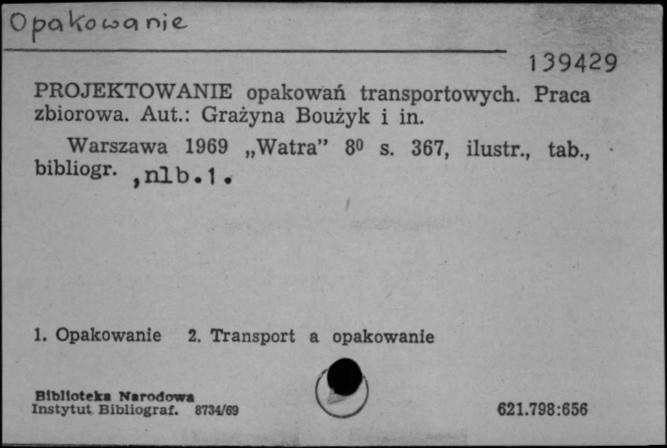 Opakowanie
139429
PROJEKTOWANIE opakowań transportowych. Praca
zbiorowa. Aut.: Grażyna Boużyk i in.
Warszawa 1969 „Watra” 8⁰ s. 367, ilustr., tab.,
bibliogr. ,nlb.1.
1. Opakowanie 2. Transport a opakowanie
Biblioteka Narodowa
Instytut Bibliograf. 8734/69
621.798:656